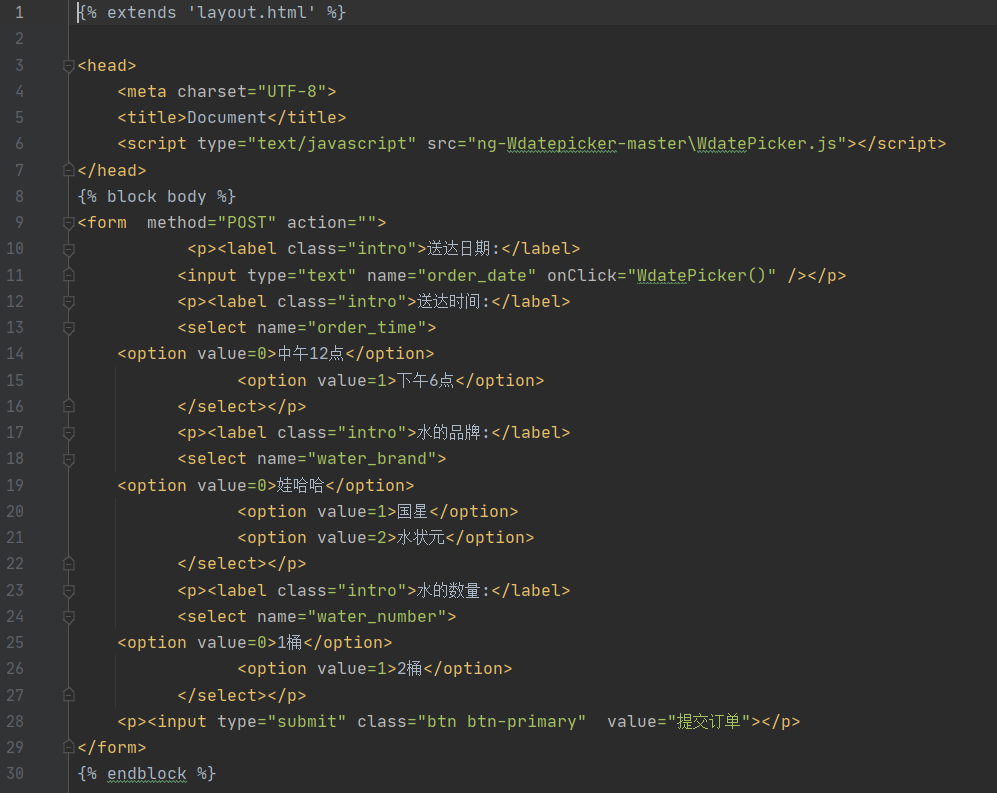 1 {% extends 'layout.html' %}
2
3 <head>
4     <meta charset="UTF-8">
5     <title>Document</title>
6     <script type="text/javascript" src="ng-Wdatepicker-master\WdatePicker.js"></script>
7 </head>
8 {% block body %}
9 <form  method="POST" action="">
10            <p><label class="intro">送达日期:</label>
11           <input type="text" name="order_date" onClick="WdatePicker()" /></p>
12           <p><label class="intro">送达时间:</label>
13           <select name="order_time">
14     <option value=0>中午12点</option>
15                 <option value=1>下午6点</option>
16           </select></p>
17           <p><label class="intro">水的品牌:</label>
18           <select name="water_brand">
19     <option value=0>娃哈哈</option>
20                 <option value=1>国星</option>
21                 <option value=2>水状元</option>
22           </select></p>
23           <p><label class="intro">水的数量:</label>
24           <select name="water_number">
25     <option value=0>1桶</option>
26                 <option value=1>2桶</option>
27           </select></p>
28     <p><input type="submit" class="btn btn-primary"  value="提交订单"></p>
29 </form>
30 {% endblock %}